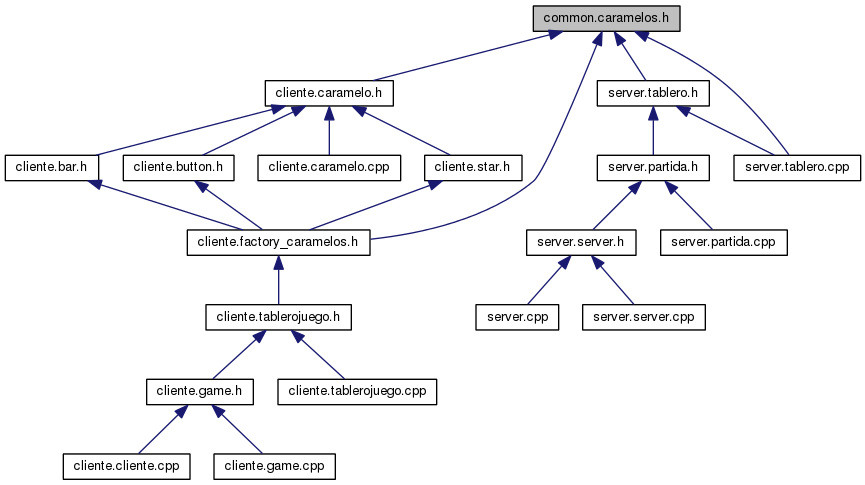 common.caramelos.h
cliente.caramelo.h
server.tablero.h
cliente.bar.h
cliente.button.h
cliente.caramelo.cpp
cliente.star.h
server.partida.h
server.tablero.cpp
cliente.factory_caramelos.h
server.server.h
server.partida.cpp
cliente.tablerojuego.h
server.cpp
server.server.cpp
cliente.game.h
cliente.tablerojuego.cpp
cliente.cliente.cpp
cliente.game.cpp